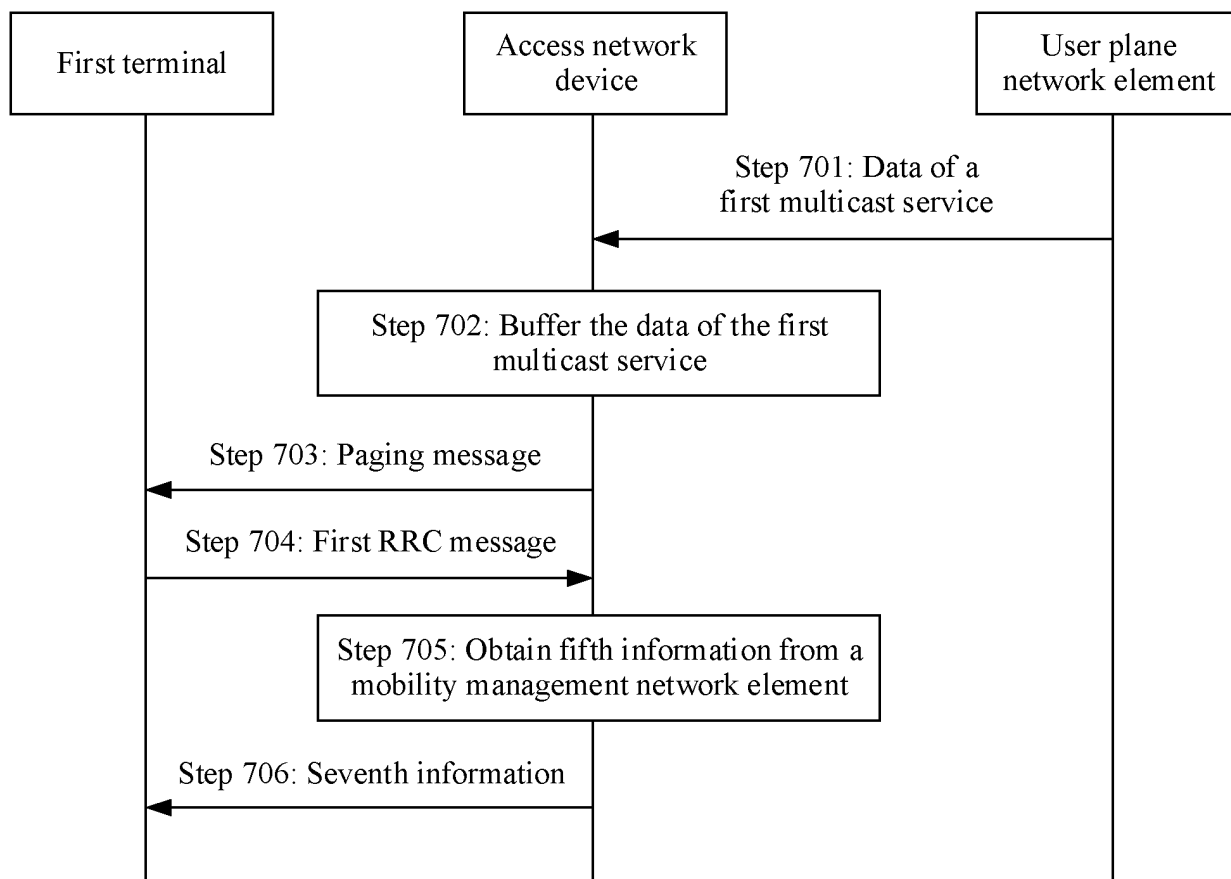 First terminal
Access network
device
User plane
network element
Step 701: Data of a
first multicast service
Step 702: Buffer the data of the first
multicast service
Step 703: Paging message
Step 704: First RRC message
Step 705: Obtain fifth information from a
mobility management network element
Step 706: Seventh information